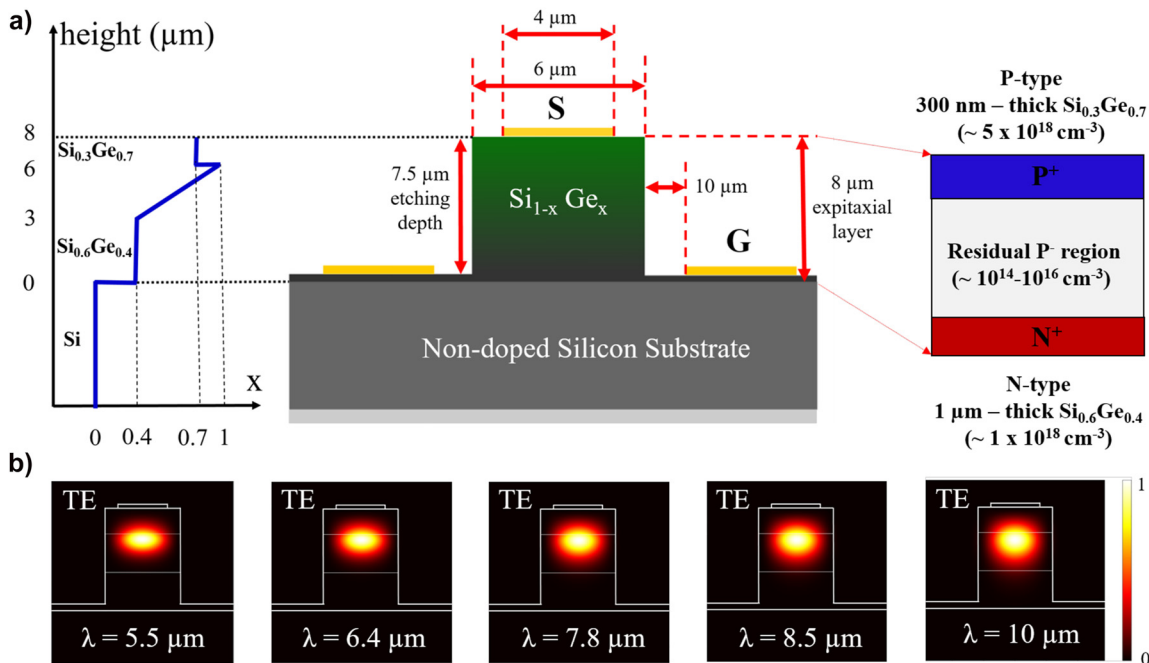 a)
height (µm)
8
6
3
0
Si0.3Ge0.7
Si0.6Ge0.4
Si
X
0 0.4 0.7 1
4 µm
6 µm
S
7.5 µm
etching
depth
Si1-x Gex
10 µm
G
8 µm
expitaxial
layer
Non-doped Silicon Substrate
P-type
300 nm – thick Si0.3Ge0.7
(~ 5 x 10^18 cm^-3)
P+
Residual P- region
(~ 10^14-10^16 cm^-3)
N+
N-type
1 µm – thick Si0.6Ge0.4
(~ 1 x 10^18 cm^-3)
b)
TE
λ = 5.5 µm
TE
λ = 6.4 µm
TE
λ = 7.8 µm
TE
λ = 8.5 µm
TE
λ = 10 µm
1
0